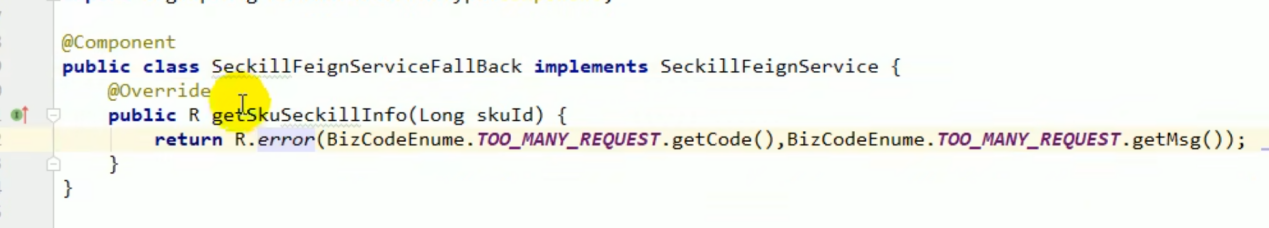 @Component
public class SeckillFeignServiceFallBack implements SeckillFeignService {
@Override
public R getSkuSeckillInfo(Long skuId) {
return R.error(BizCodeEnume.TOO_MANY_REQUEST.getCode(),BizCodeEnume.TOO_MANY_REQUEST.getMsg());
}
}